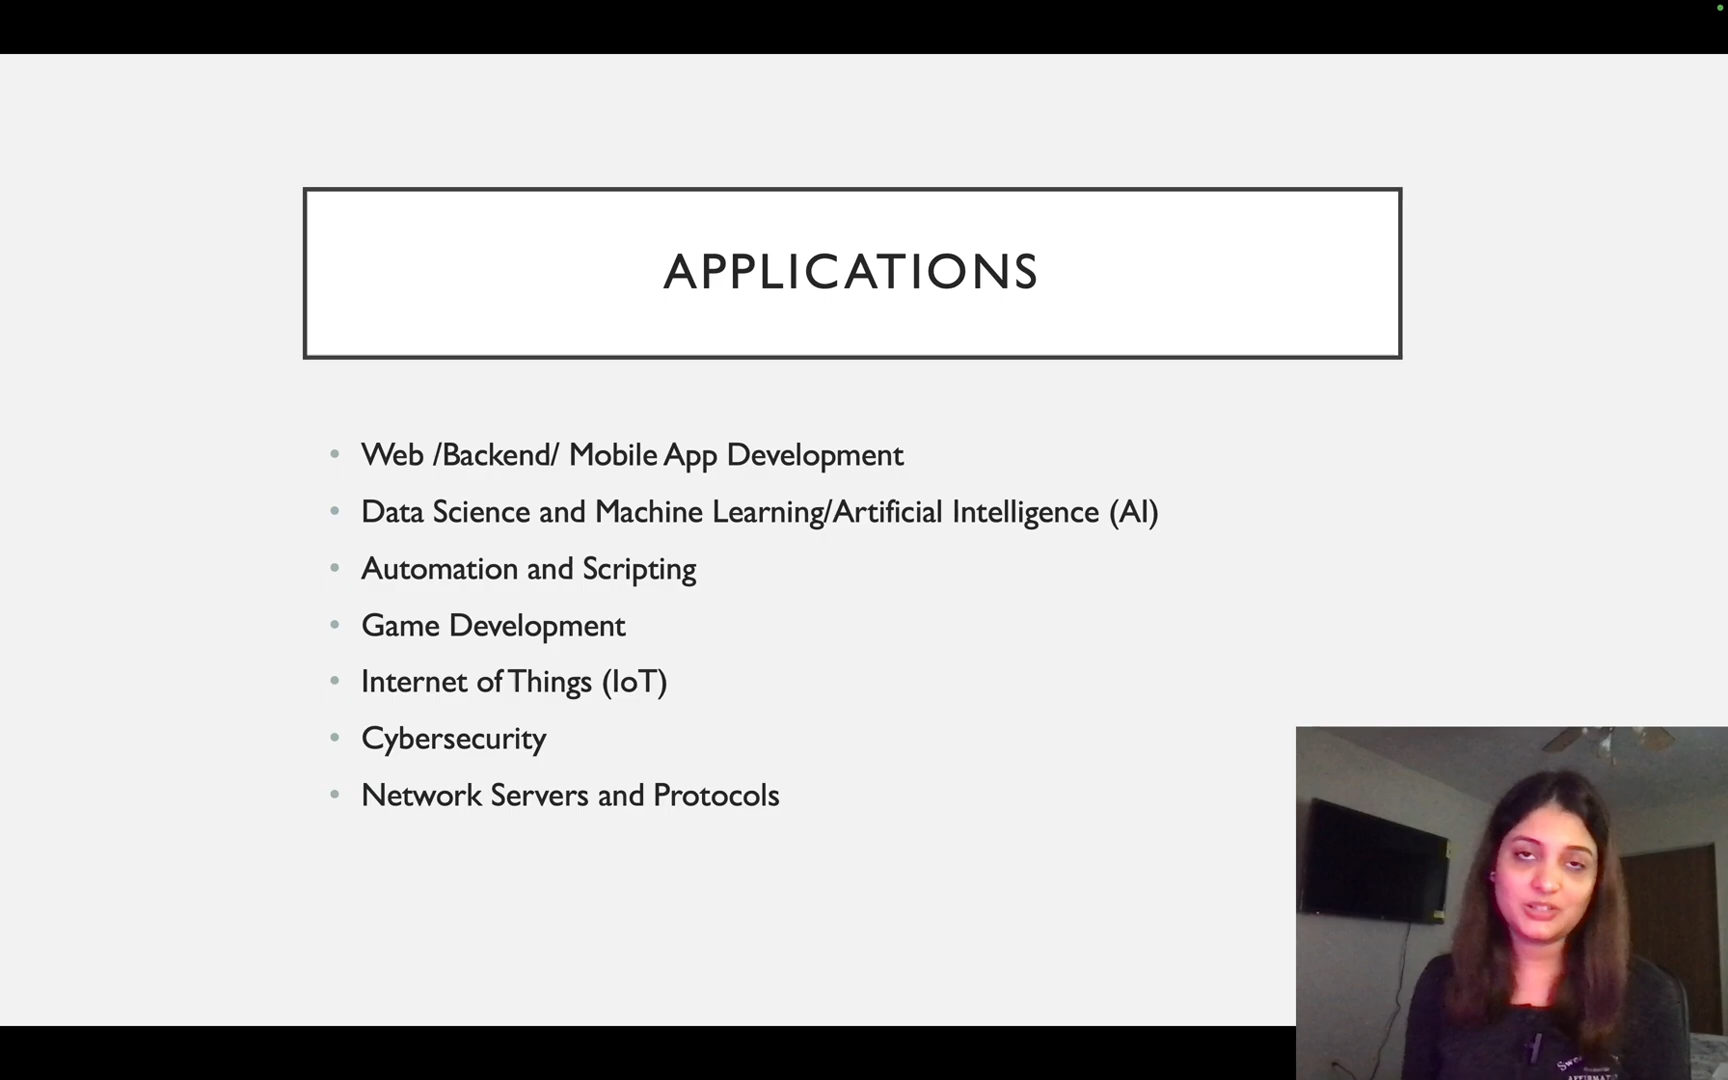 APPLICATIONS
• Web /Backend/ Mobile App Development
• Data Science and Machine Learning/Artificial Intelligence (AI)
• Automation and Scripting
• Game Development
• Internet of Things (IoT)
• Cybersecurity
• Network Servers and Protocols